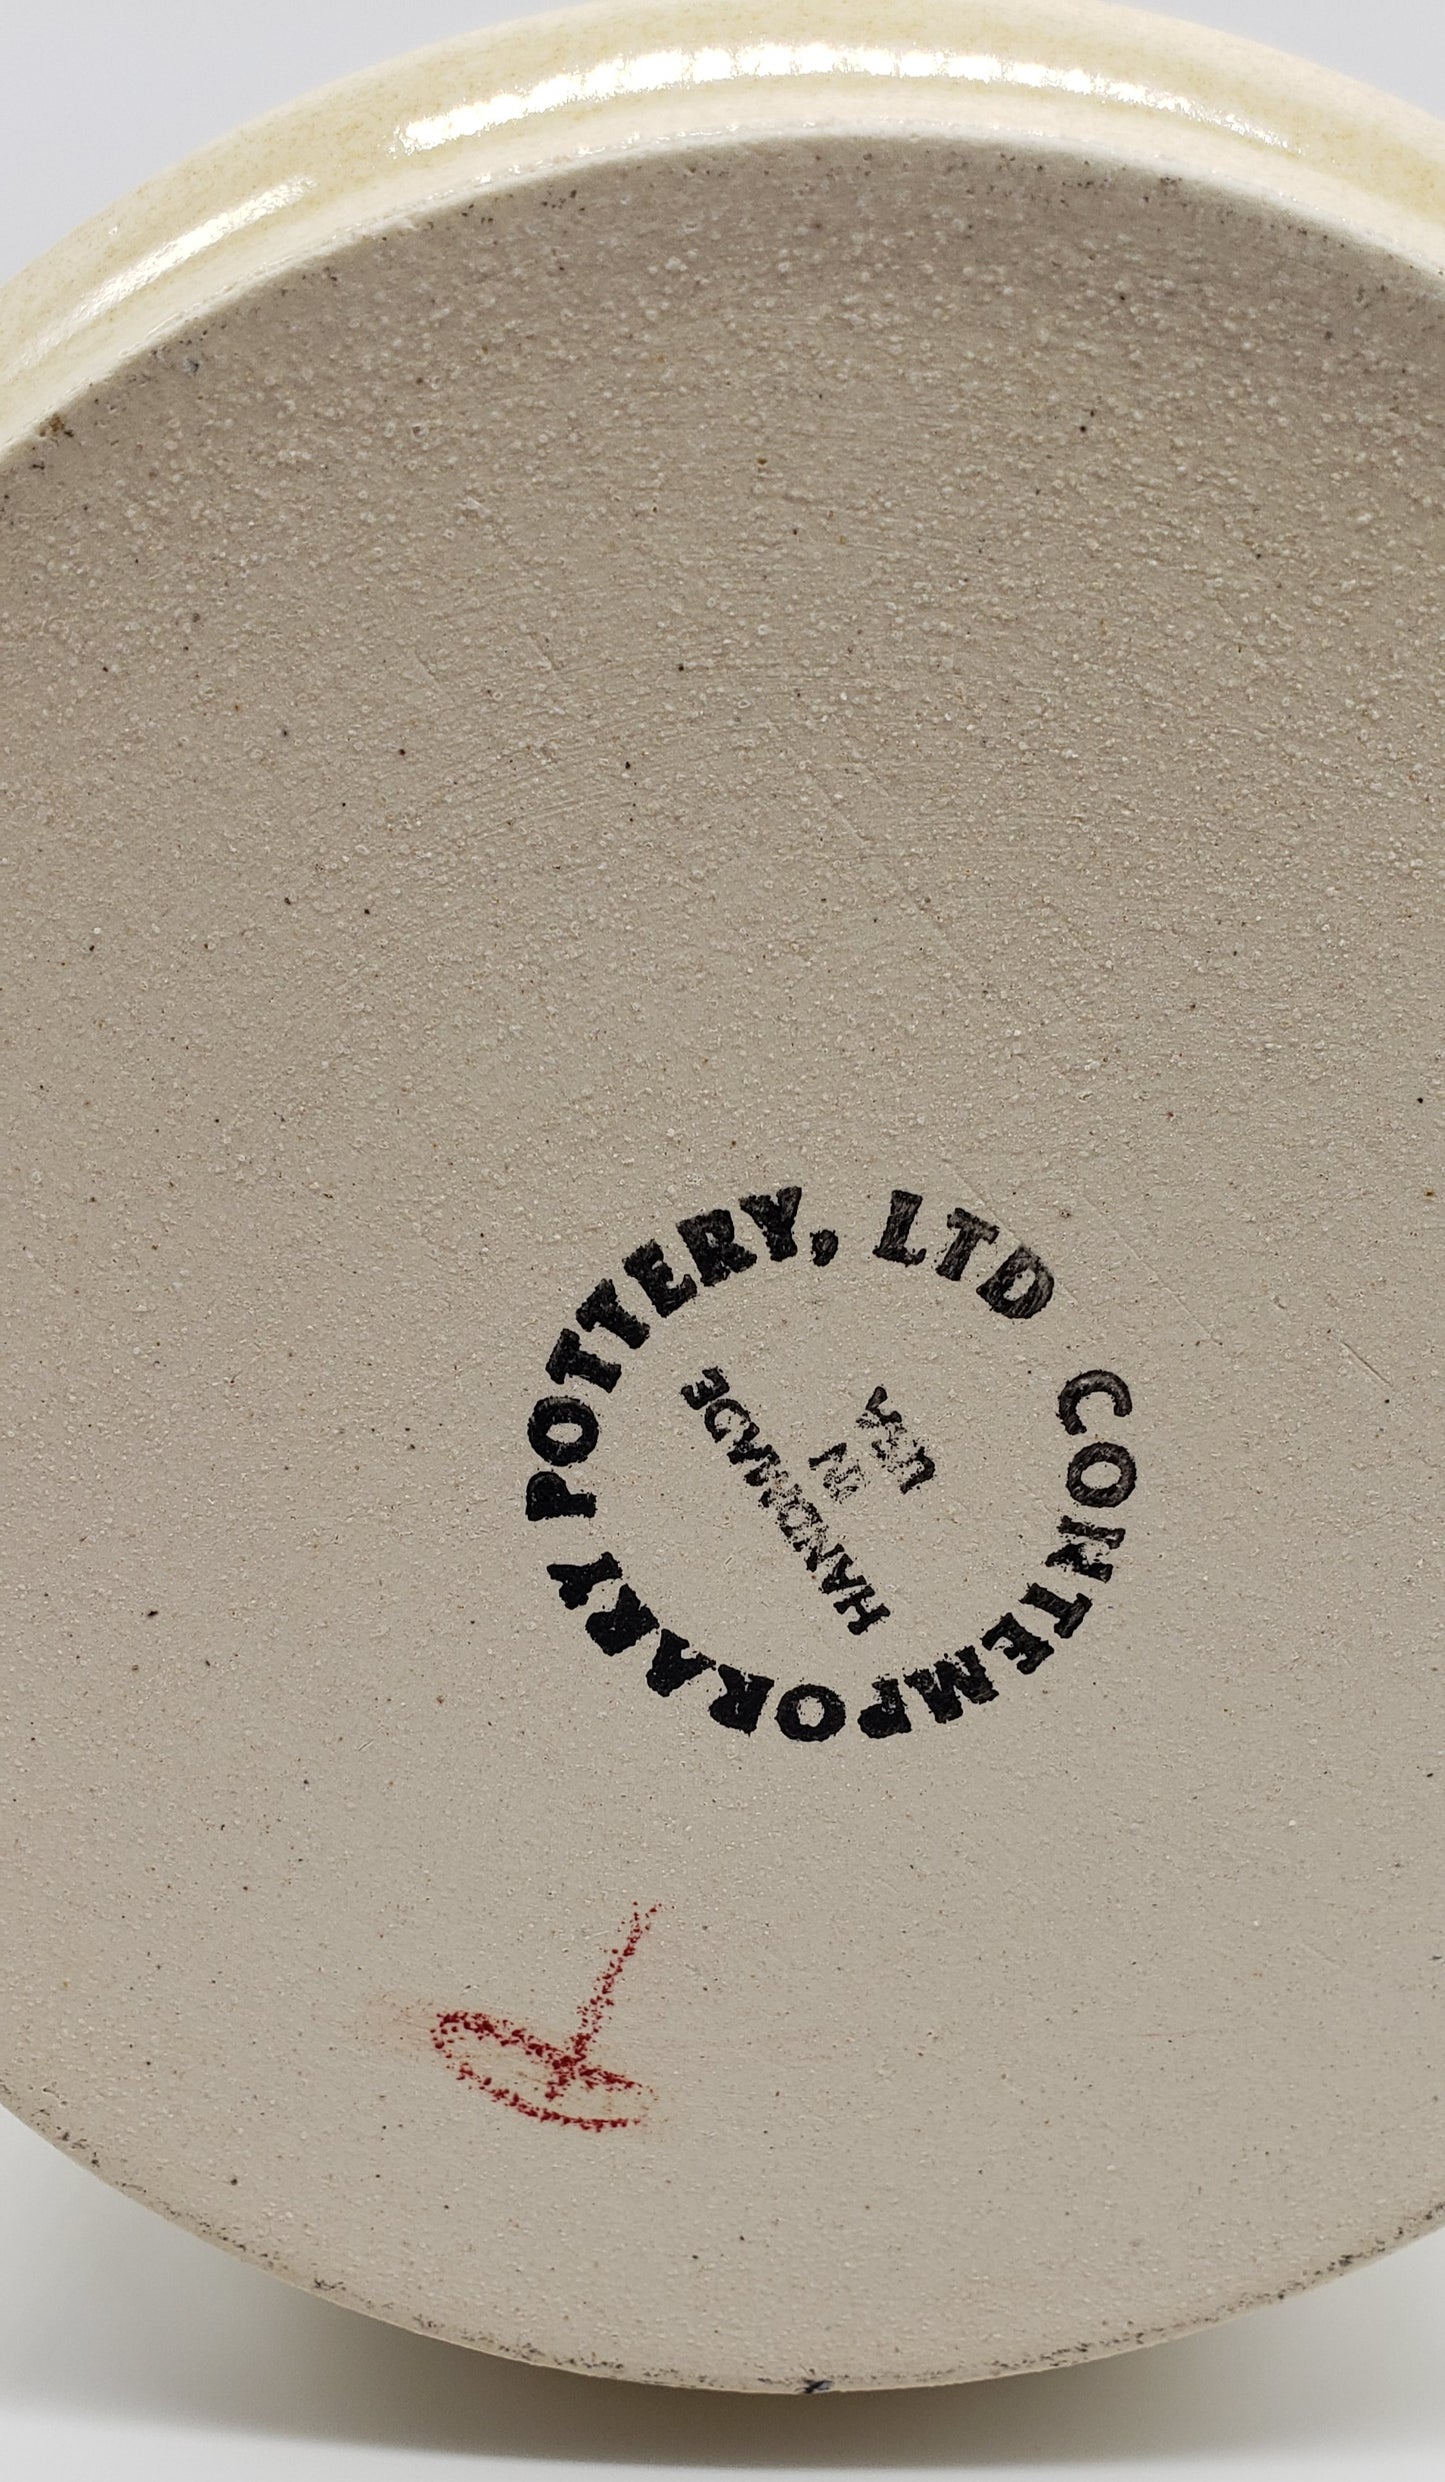 CONTEMPORARY POTTERY, LTD
HANDMADE
IN
USA